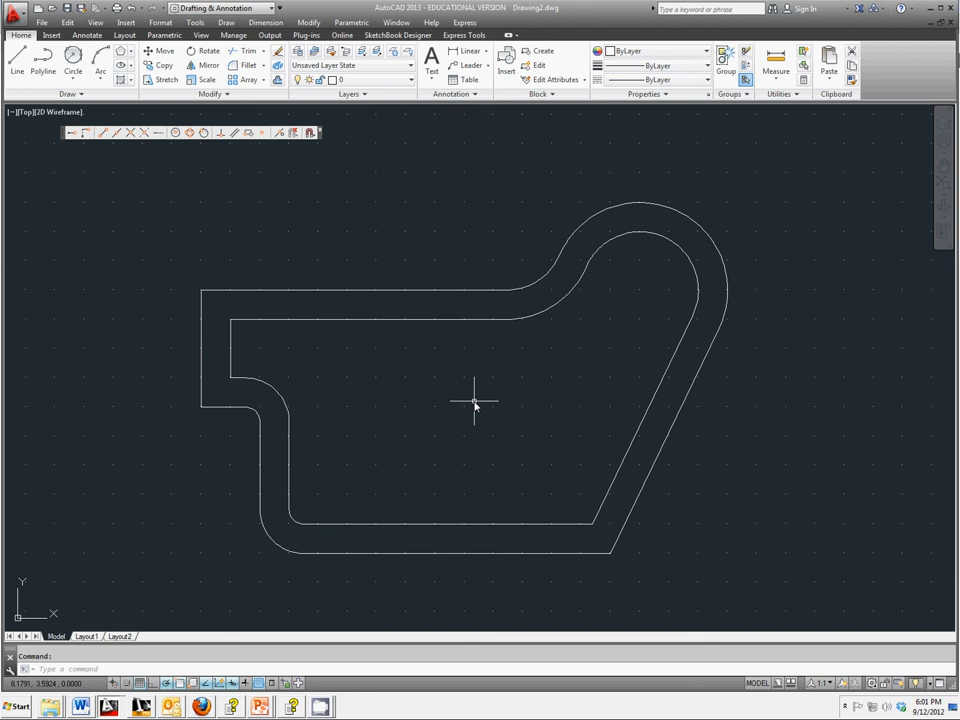 Drafting & Annotation
AutoCAD 2013 - EDUCATIONAL VERSION Drawing2.dwg
Type a keyword or phrase
Sign In
File Edit View Insert Format Tools Draw Dimension Modify Parametric Window Help Express
Home Insert Annotate Layout Parametric View Manage Output Plug-ins Online SketchBook Designer Express Tools
Line Polyline Circle Arc
Move Rotate Trim
Copy Mirror Fillet
Stretch Scale Array
Unsaved Layer State
0
Text
Linear
Leader
Table
Insert
Create
Edit
Edit Attributes
ByLayer
ByLayer
ByLayer
Group
Measure
Paste
Draw Modify Layers Annotation Block Properties Groups Utilities Clipboard
[−][Top][2D Wireframe]
Y
X
Model Layout1 Layout2
Command:
Type a command
8.1791, 3.5924, 0.0000
MODEL
1:1
Start
6:01 PM
9/12/2012